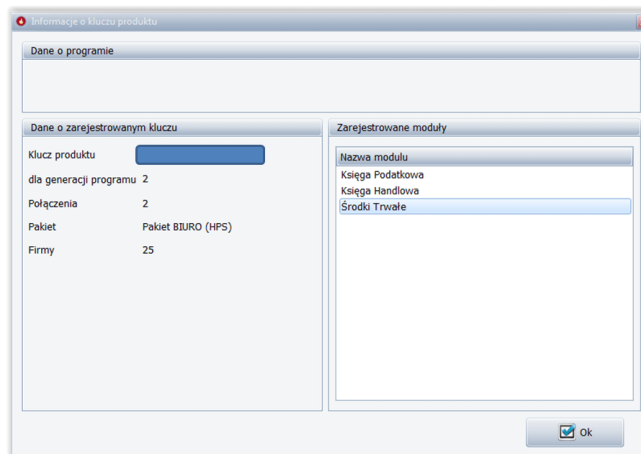 Informacje o kluczu produktu
Dane o programie
Dane o zarejestrowanym kluczu
Klucz produktu
dla generacji programu 2
Połączenia 2
Pakiet Pakiet BIURO (HPS)
Firmy 25
Zarejestrowane moduły
Nazwa modulu
Księga Podatkowa
Księga Handlowa
Środki Trwałe
Ok